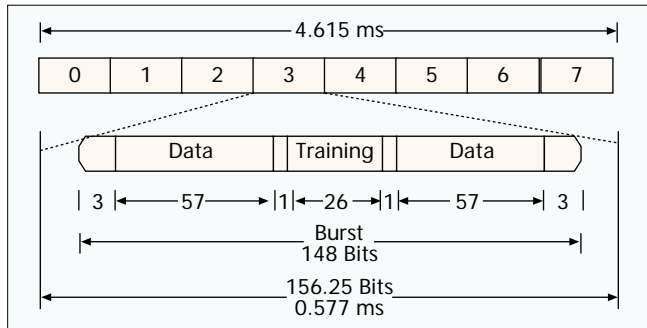 4.615 ms
0 1 2 3 4 5 6 7
Data Training Data
3 57 1 26 1 57 3
Burst
148 Bits
156.25 Bits
0.577 ms